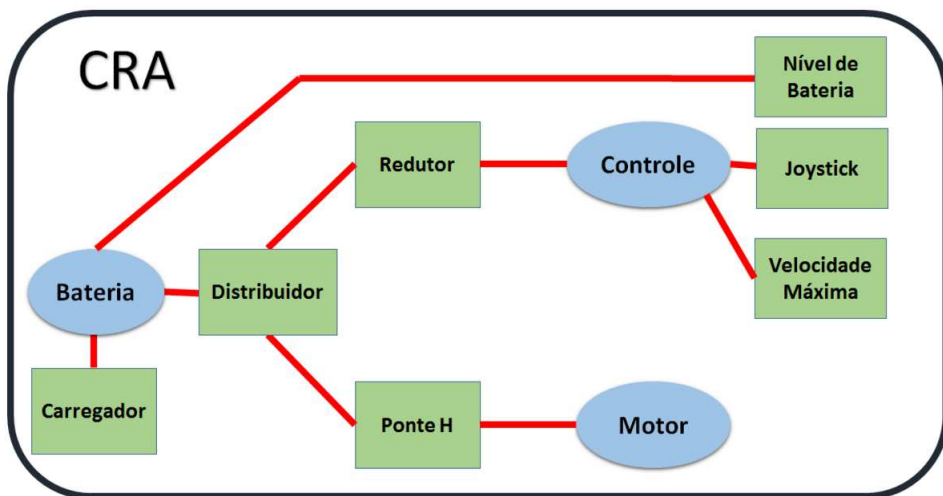 CRA
Nível de
Bateria
Redutor
Controle
Joystick
Bateria
Distribuidor
Velocidade
Máxima
Carregador
Ponte H
Motor